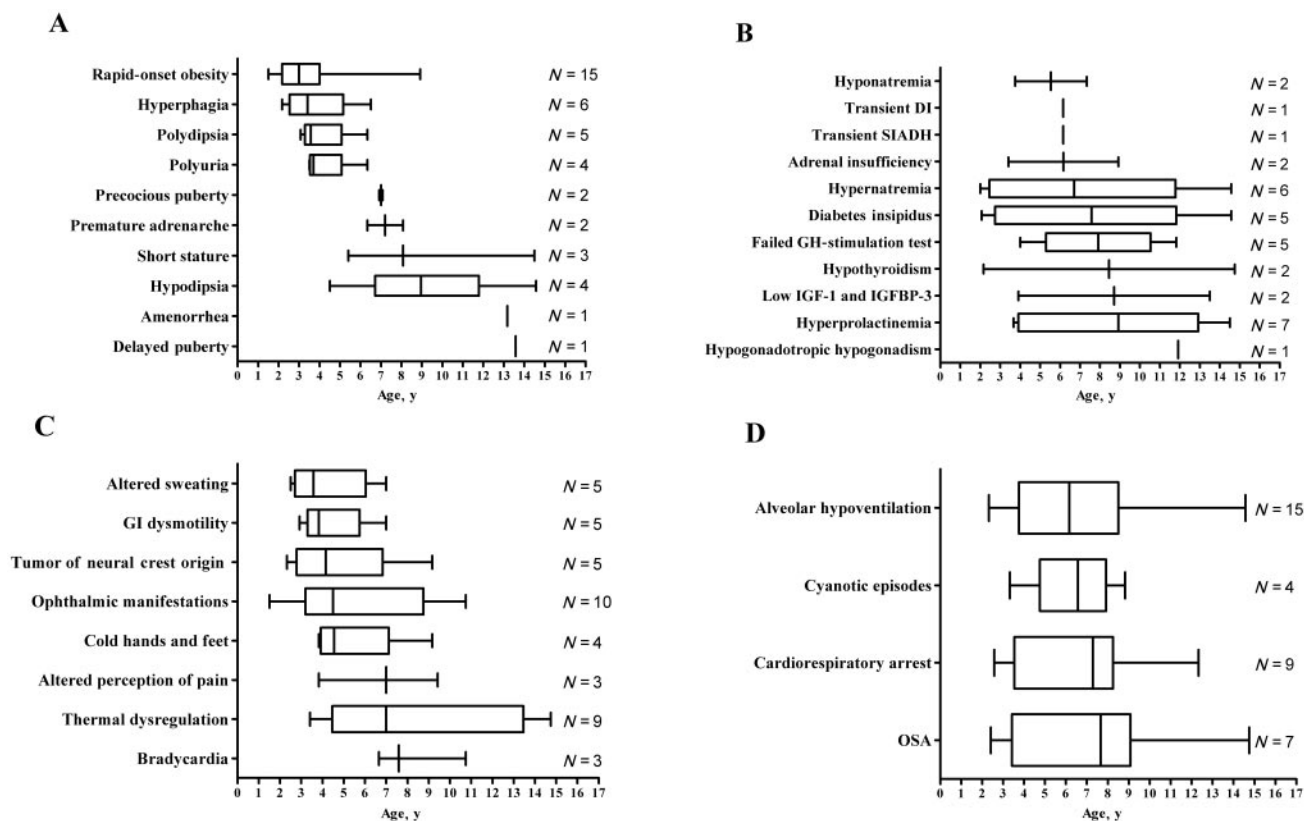 A
Rapid-onset obesity N = 15
Hyperphagia N = 6
Polydipsia N = 5
Polyuria N = 4
Precocious puberty N = 2
Premature adrenarche N = 2
Short stature N = 3
Hypodipsia N = 4
Amenorrhea N = 1
Delayed puberty N = 1
0 1 2 3 4 5 6 7 8 9 10 11 12 13 14 15 16 17
Age, y
B
Hyponatremia N = 2
Transient DI N = 1
Transient SIADH N = 1
Adrenal insufficiency N = 2
Hypernatremia N = 6
Diabetes insipidus N = 5
Failed GH-stimulation test N = 5
Hypothyroidism N = 2
Low IGF-1 and IGFBP-3 N = 2
Hyperprolactinemia N = 7
Hypogonadotropic hypogonadism N = 1
0 1 2 3 4 5 6 7 8 9 10 11 12 13 14 15 16 17
Age, y
C
Altered sweating N = 5
GI dysmotility N = 5
Tumor of neural crest origin N = 5
Ophthalmic manifestations N = 10
Cold hands and feet N = 4
Altered perception of pain N = 3
Thermal dysregulation N = 9
Bradycardia N = 3
0 1 2 3 4 5 6 7 8 9 10 11 12 13 14 15 16 17
Age, y
D
Alveolar hypoventilation N = 15
Cyanotic episodes N = 4
Cardiorespiratory arrest N = 9
OSA N = 7
0 1 2 3 4 5 6 7 8 9 10 11 12 13 14 15 16 17
Age, y